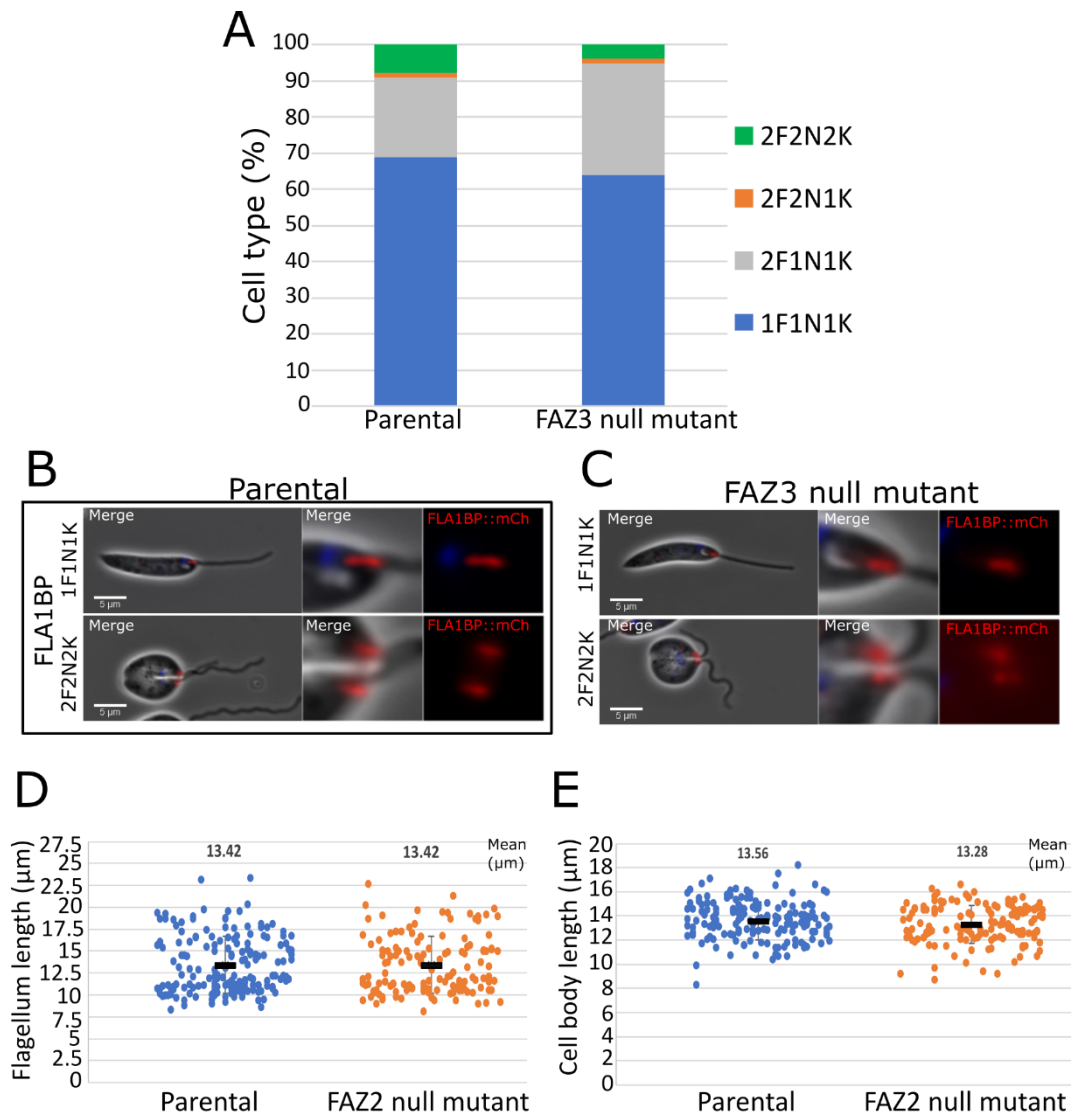 A
100
90
80
70
60
50
40
30
20
10
0
Cell type (%)
Parental
FAZ3 null mutant
2F2N2K
2F2N1K
2F1N1K
1F1N1K
B
Parental
FLA1BP
1F1N1K
Merge
5 µm
Merge
FLA1BP::mCh
2F2N2K
Merge
5 µm
Merge
FLA1BP::mCh
C
FAZ3 null mutant
1F1N1K
Merge
5 µm
Merge
FLA1BP::mCh
2F2N2K
Merge
5 µm
Merge
FLA1BP::mCh
D
Flagellum length (µm)
27.5
25
22.5
20
17.5
15
12.5
10
7.5
5
2.5
0
13.42
13.42
Mean
(µm)
Parental
FAZ2 null mutant
E
Cell body length (µm)
20
18
16
14
12
10
8
6
4
2
0
13.56
13.28
Mean
(µm)
Parental
FAZ2 null mutant